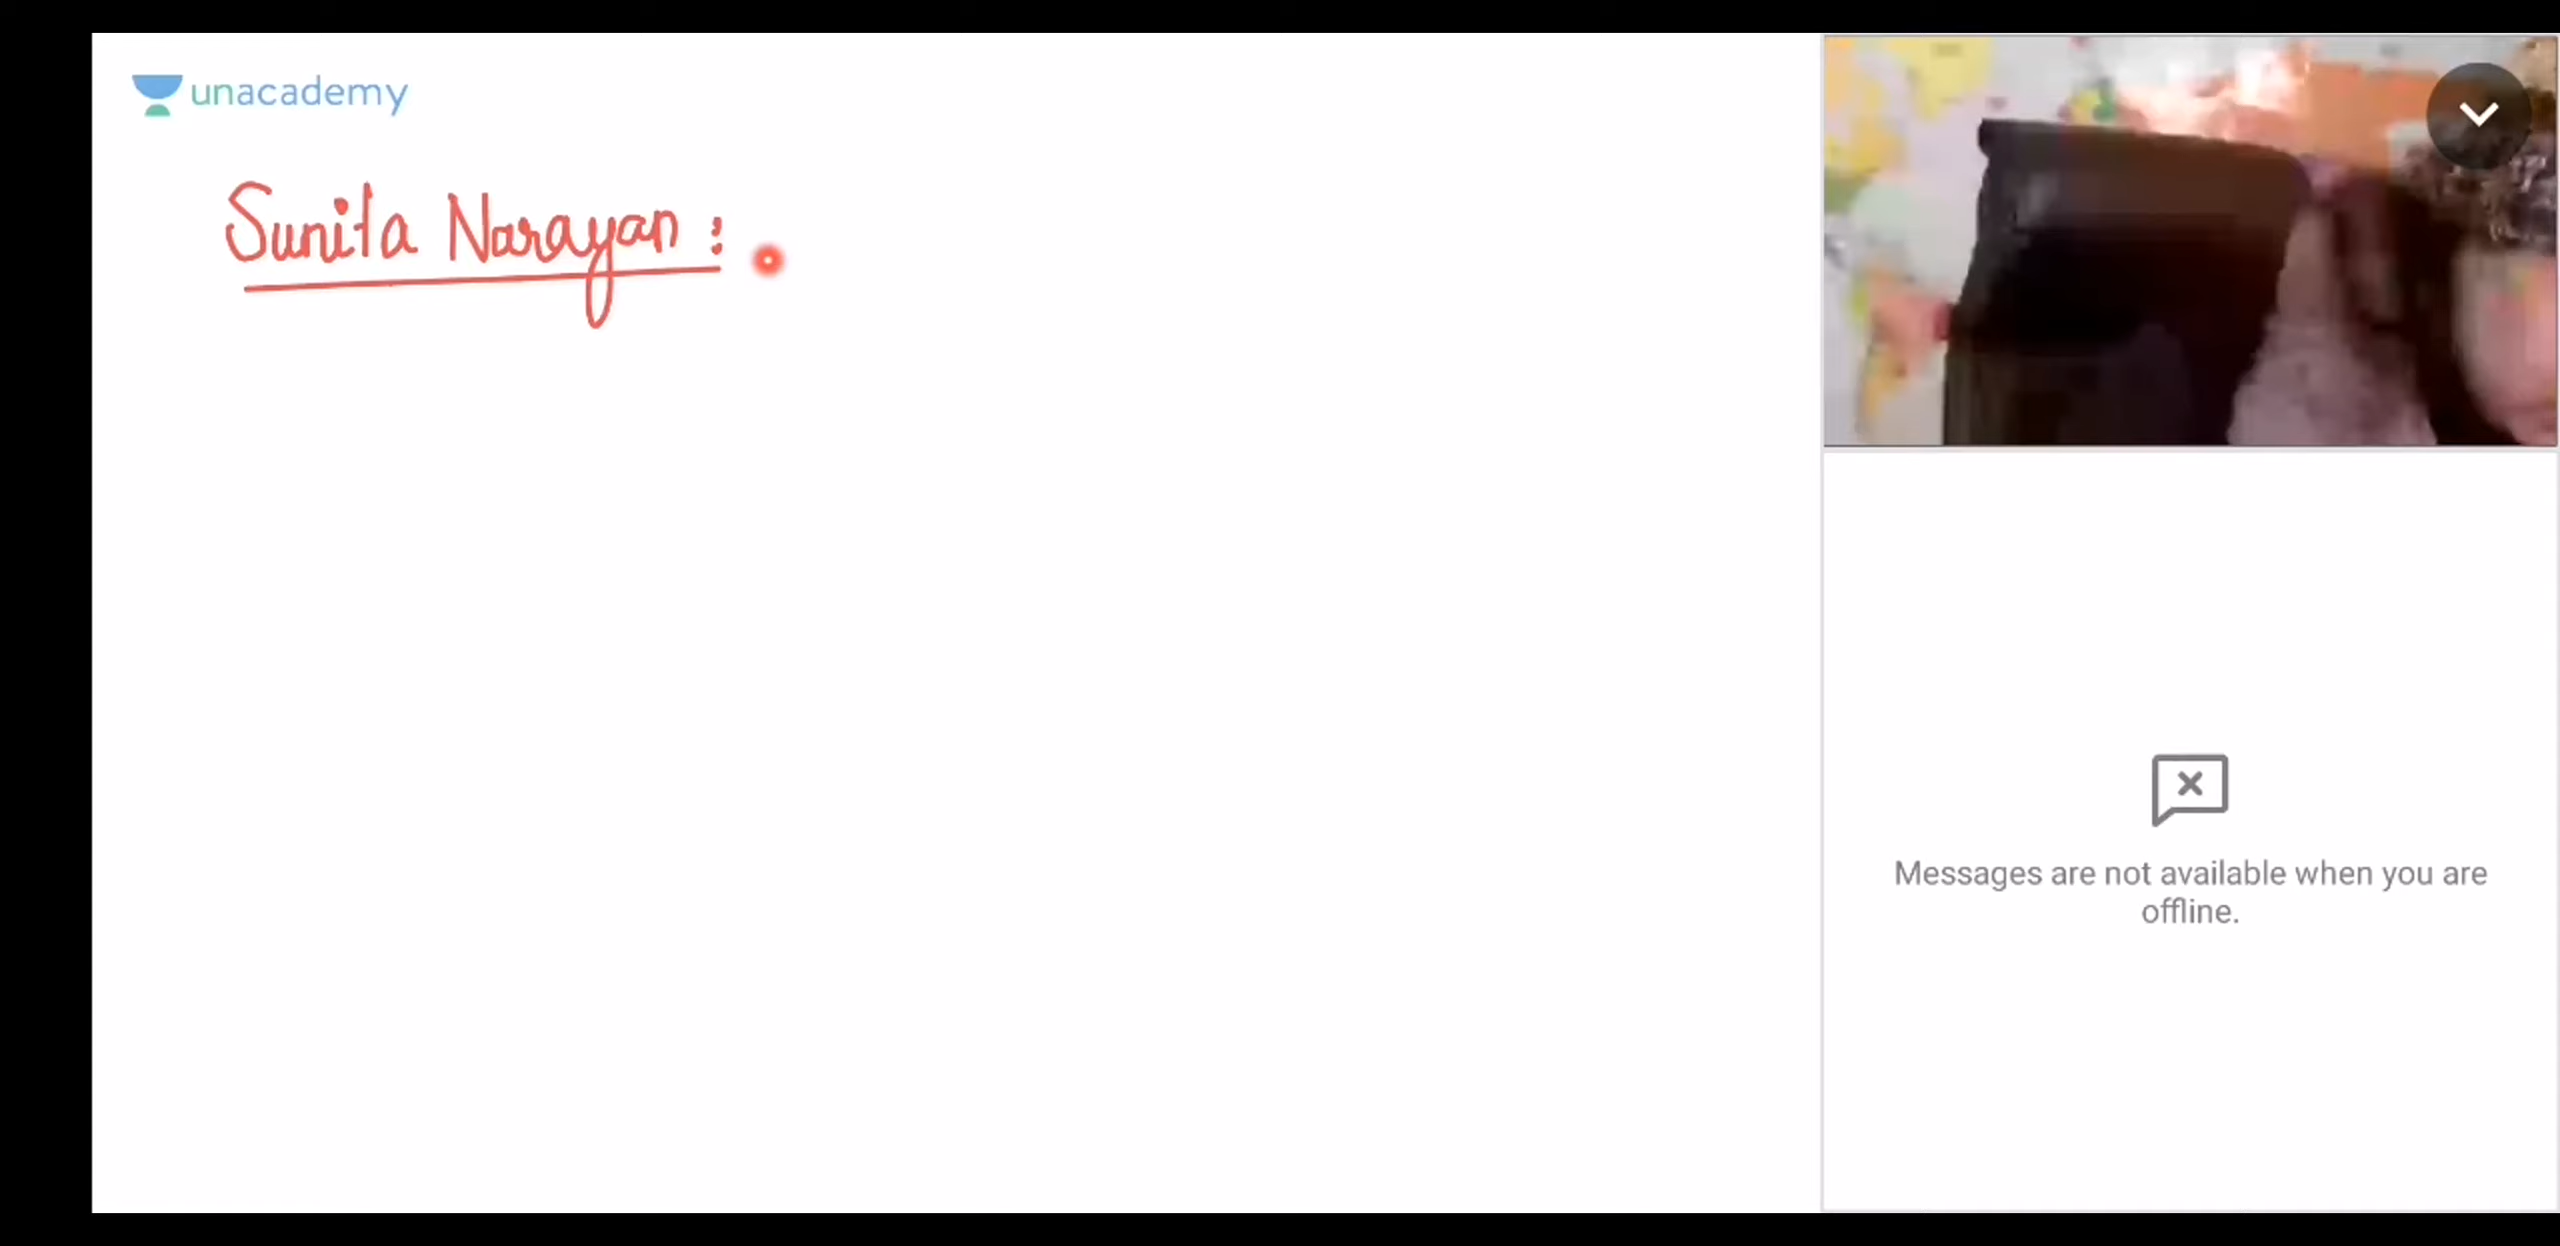 unacademy
Sunita Narayan :
Messages are not available when you are
offline.